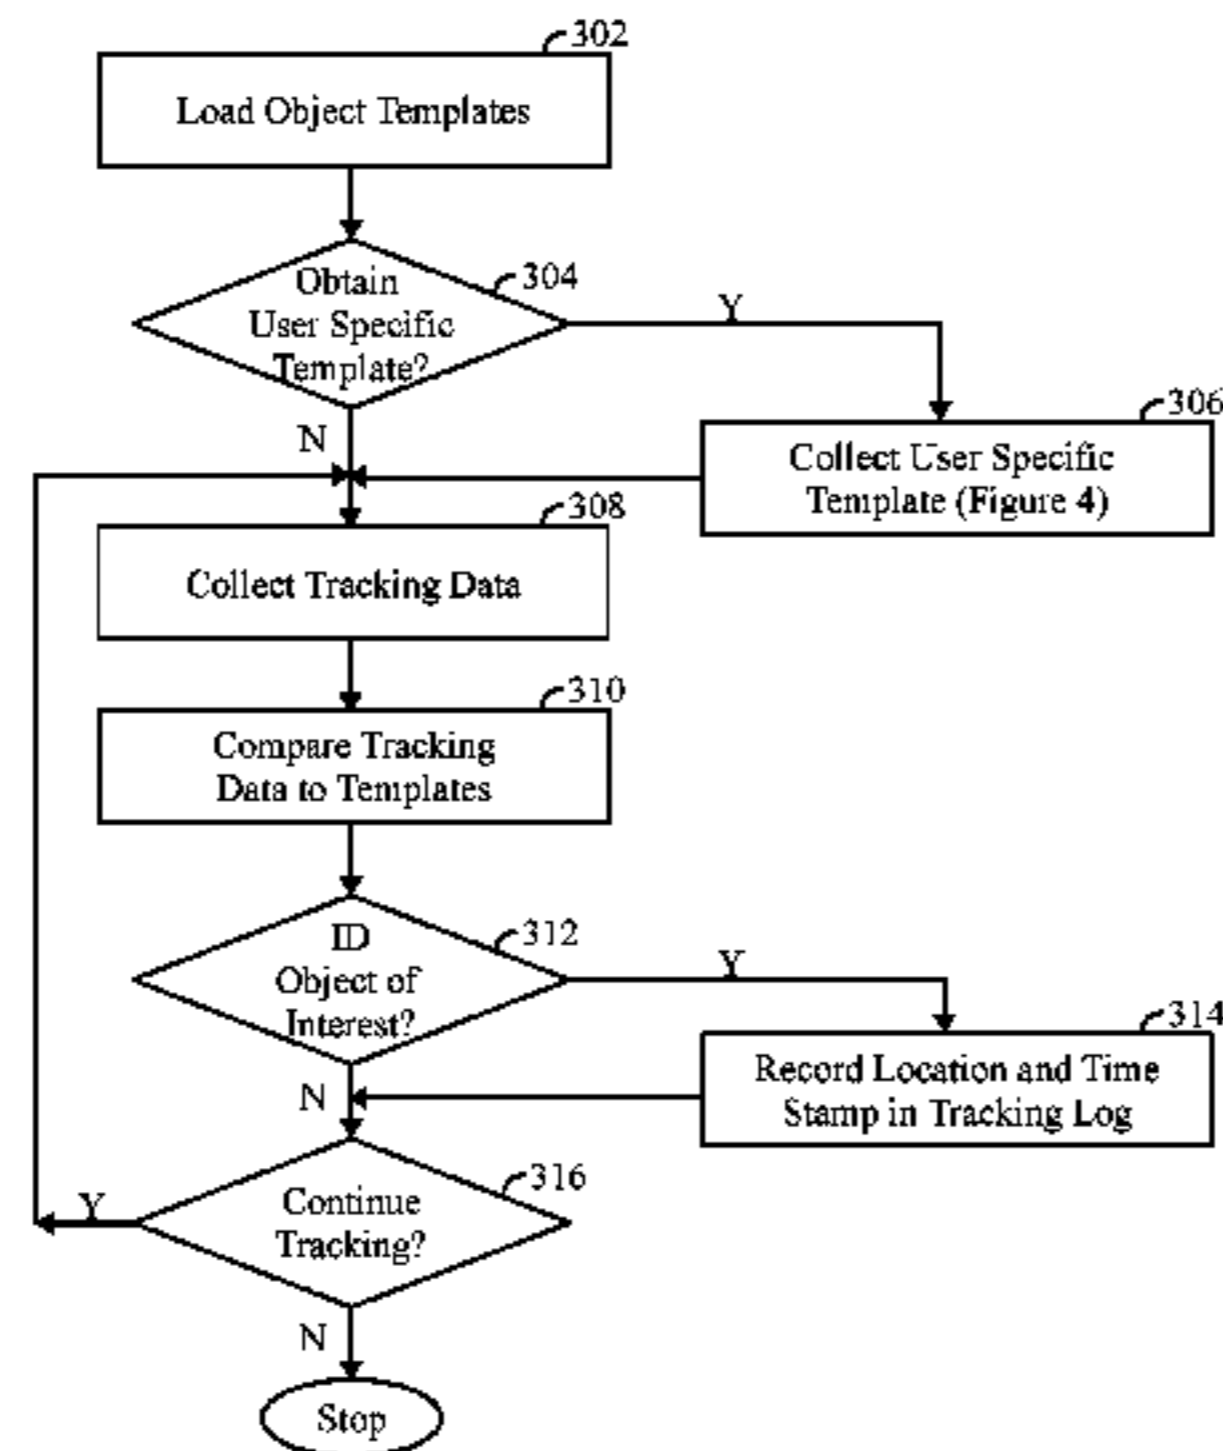 302
Load Object Templates
304
Obtain
User Specific
Template?
Y
N
306
Collect User Specific
Template (Figure 4)
308
Collect Tracking Data
310
Compare Tracking
Data to Templates
312
ID
Object of
Interest?
Y
N
314
Record Location and Time
Stamp in Tracking Log
316
Continue
Tracking?
Y
N
Stop